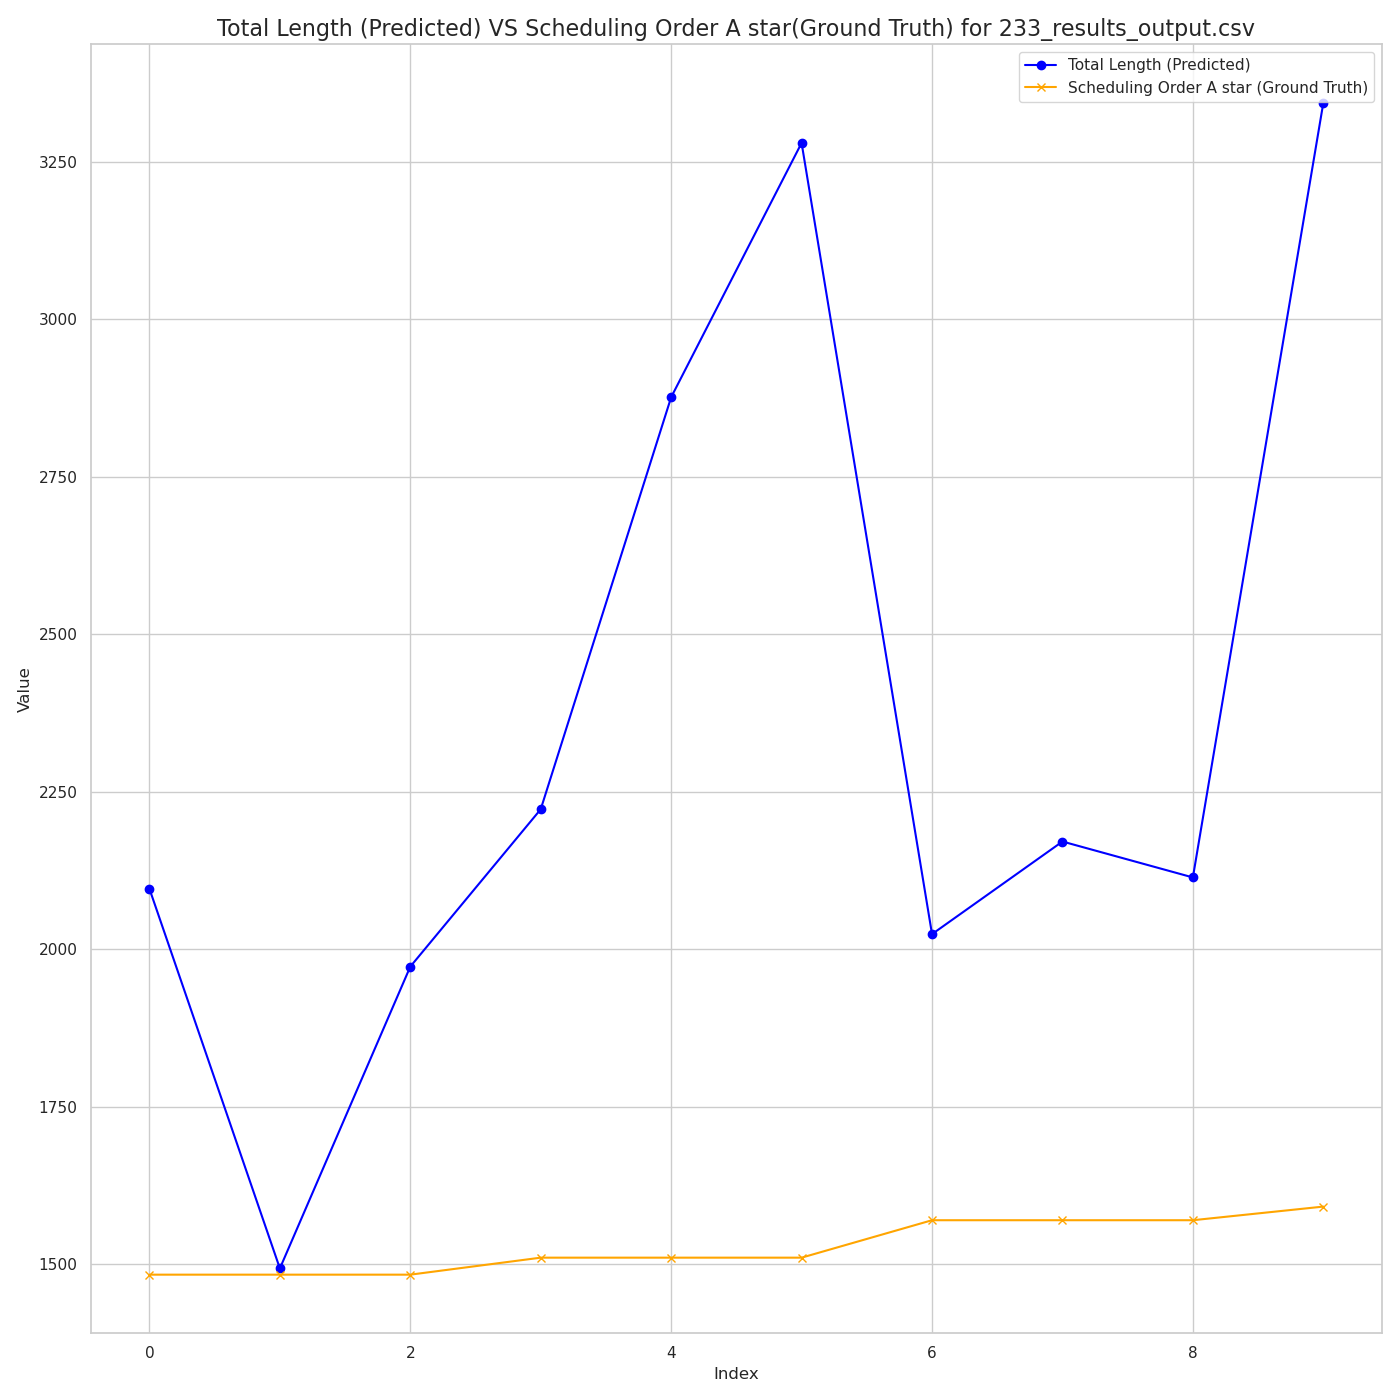 Total Length (Predicted) VS Scheduling Order A star(Ground Truth) for 233_results_output.csv
Total Length (Predicted)
Scheduling Order A star (Ground Truth)
3250
3000
2750
2500
2250
2000
1750
1500
Value
0 2 4 6 8
Index